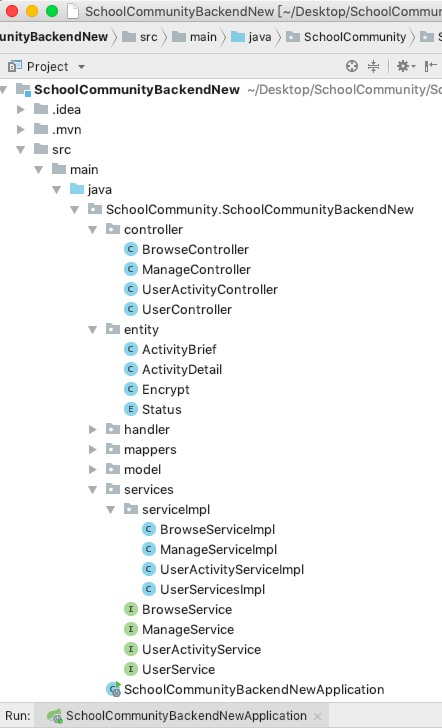 SchoolCommunityBackendNew [~/Desktop/SchoolCommu
unityBackendNew src main java SchoolCommunity S
Project
SchoolCommunityBackendNew ~/Desktop/SchoolCommunity/Sc
.idea
.mvn
src
main
java
SchoolCommunity.SchoolCommunityBackendNew
controller
C BrowseController
C ManageController
C UserActivityController
C UserController
entity
C ActivityBrief
C ActivityDetail
C Encrypt
E Status
handler
mappers
model
services
serviceImpl
C BrowseServiceImpl
C ManageServiceImpl
C UserActivityServiceImpl
C UserServicesImpl
I BrowseService
I ManageService
I UserActivityService
I UserService
SchoolCommunityBackendNewApplication
Run: SchoolCommunityBackendNewApplication ×